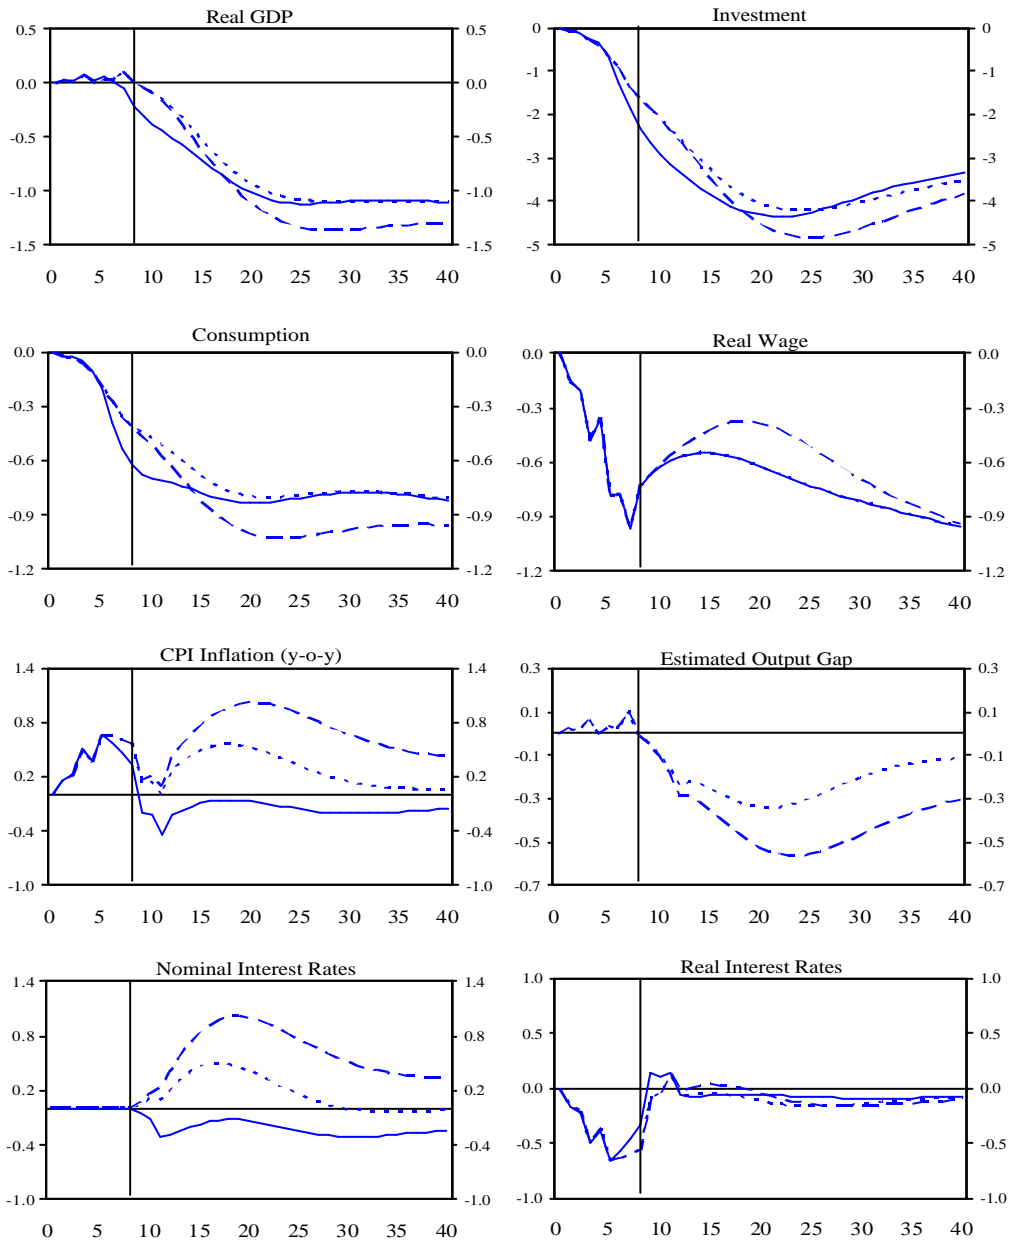 Real GDP
Investment
0.5 0.5 0 0
0.0 0.0 -1 -1
-0.5 -0.5 -2 -2
-3 -3
-1.0 -1.0 -4 -4
-1.5 -1.5 -5 -5
0 5 10 15 20 25 30 35 40 0 5 10 15 20 25 30 35 40
Consumption
Real Wage
0.0 0.0 0.0 0.0
-0.3 -0.3 -0.3 -0.3
-0.6 -0.6 -0.6 -0.6
-0.9 -0.9 -0.9 -0.9
-1.2 -1.2 -1.2 -1.2
0 5 10 15 20 25 30 35 40 0 5 10 15 20 25 30 35 40
CPI Inflation (y-o-y)
Estimated Output Gap
1.4 1.4 0.3 0.3
0.8 0.8 0.1 0.1
-0.1 -0.1
0.2 0.2 -0.3 -0.3
-0.4 -0.4 -0.5 -0.5
-1.0 -1.0 -0.7 -0.7
0 5 10 15 20 25 30 35 40 0 5 10 15 20 25 30 35 40
Nominal Interest Rates
Real Interest Rates
1.4 1.4 1.0 1.0
0.8 0.8 0.5 0.5
0.2 0.2 0.0 0.0
-0.4 -0.4 -0.5 -0.5
-1.0 -1.0 -1.0 -1.0
0 5 10 15 20 25 30 35 40 0 5 10 15 20 25 30 35 40